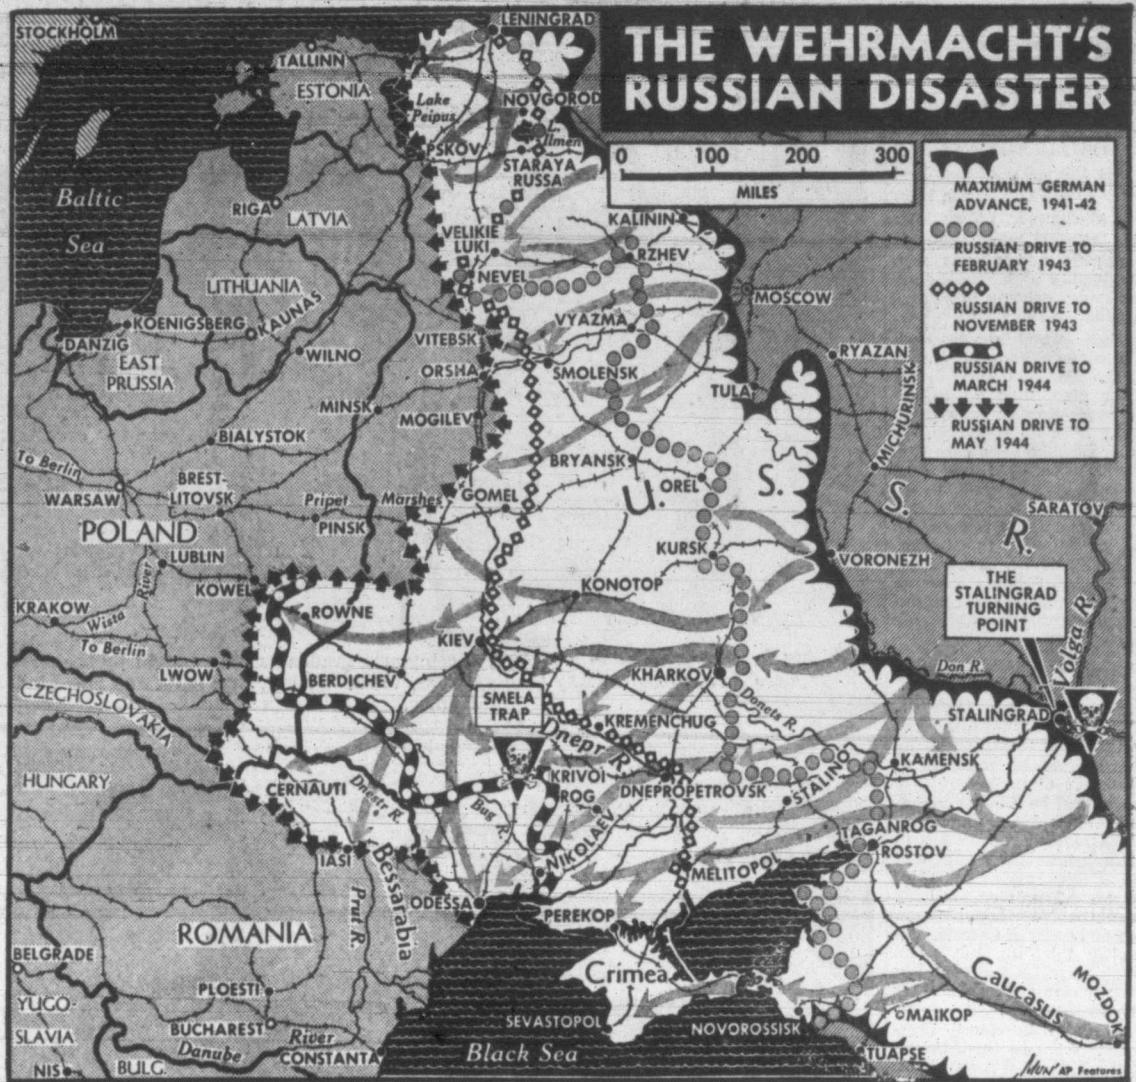 THE WEHRMACHT'S
RUSSIAN DISASTER
0 100 200 300
MILES
MAXIMUM GERMAN
ADVANCE, 1941-42
RUSSIAN DRIVE TO
FEBRUARY 1943
RUSSIAN DRIVE TO
NOVEMBER 1943
RUSSIAN DRIVE TO
MARCH 1944
RUSSIAN DRIVE TO
MAY 1944
STOCKHOLM
LENINGRAD
TALLINN
ESTONIA
Lake
Peipus
NOVGOROD
L.
Ilmen
PSKOV
STARAYA
RUSSA
Baltic
Sea
RIGA
LATVIA
KALININ
VELIKIE
LUKI
RZHEV
NEVEL
LITHUANIA
MOSCOW
KOENIGSBERG
KAUNAS
VYAZMA
DANZIG
VITEBSK
EAST
PRUSSIA
WILNO
RYAZAN
ORSHA
SMOLENSK
TULA
MINSK
MOGILEV
MICHURINSK
BIALYSTOK
To Berlin
BRYANSK
WARSAW
BREST-
LITOVSK
Pripet Marshes
GOMEL
OREL
U. S. S. R.
SARATOV
PINSK
POLAND
LUBLIN
KURSK
VORONEZH
River
KOWEL
KONOTOP
THE
STALINGRAD
TURNING
POINT
KRAKOW
Wista
ROWNE
To Berlin
KIEV
Volga R.
LWOW
BERDICHEV
KHARKOV
Don R.
CZECHOSLOVAKIA
SMELA
TRAP
Donets R.
KREMENCHUG
STALINGRAD
Dnepr R.
HUNGARY
KRIVOI
ROG
KAMENSK
CERNAUTI
Dnestr R.
Bug R.
DNEPROPETROVSK
STALINO
NIKOLAEV
TAGANROG
ROSTOV
IASI
Bessarabia
MELITOPOL
ODESSA
Prut R.
PEREKOP
ROMANIA
BELGRADE
Crimea
Caucasus
MOZDOK
PLOESTI
YUGO-
SLAVIA
BUCHAREST
River
SEVASTOPOL
NOVOROSSISK
MAIKOP
Danube
CONSTANTA
Black Sea
TUAPSE
NIS
BULG.
AP Features